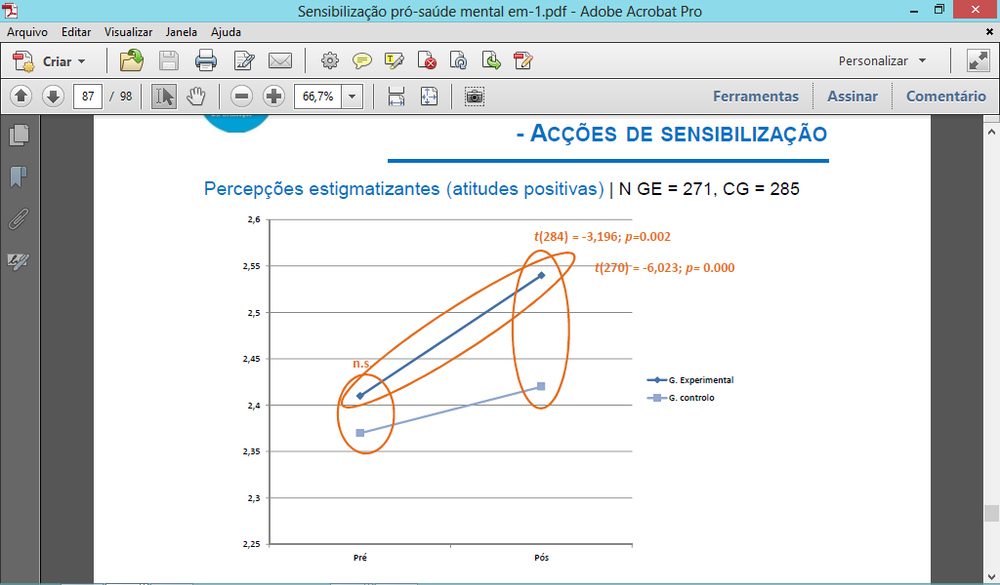 Sensibilização pró-saúde mental em-1.pdf - Adobe Acrobat Pro
Arquivo Editar Visualizar Janela Ajuda
Criar
Personalizar
87 / 98
66,7%
Ferramentas Assinar Comentário
- ACÇÕES DE SENSIBILIZAÇÃO
Percepções estigmatizantes (atitudes positivas) | N GE = 271, CG = 285
2,6
t(284) = -3,196; p=0.002
2,55
t(270) = -6,023; p= 0.000
2,5
2,45
n.s.
G. Experimental
2,4
G. controlo
2,35
2,3
2,25
Pré
Pós